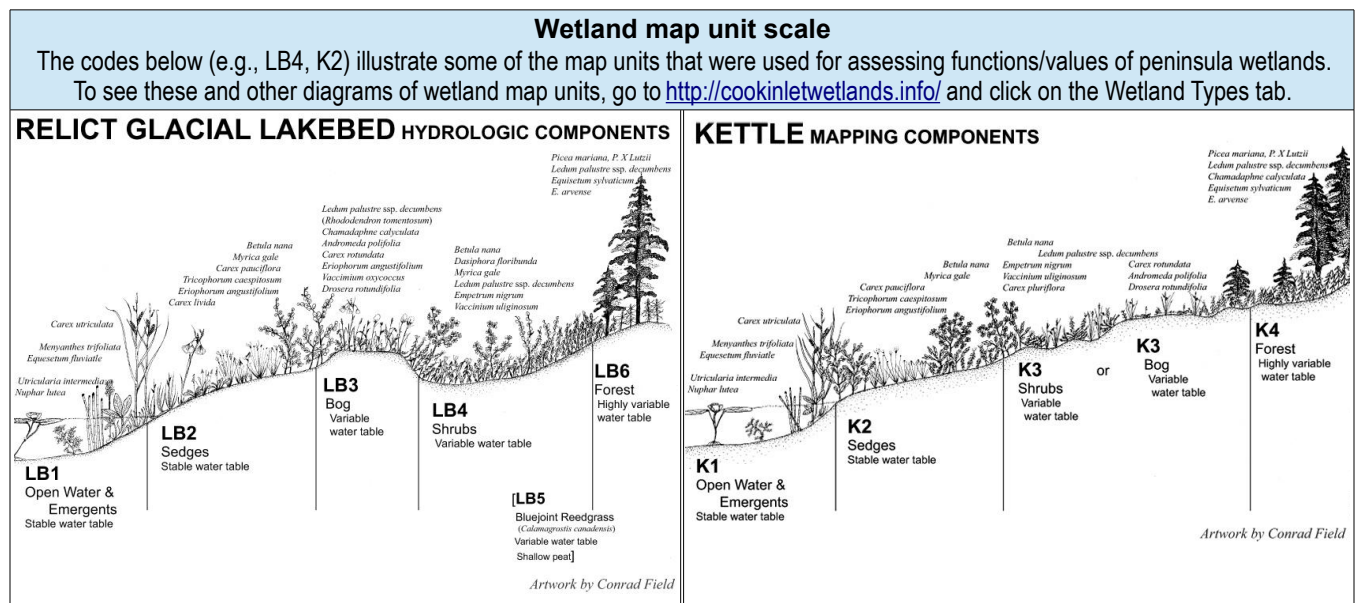 Wetland map unit scale
The codes below (e.g., LB4, K2) illustrate some of the map units that were used for assessing functions/values of peninsula wetlands.
To see these and other diagrams of wetland map units, go to http://cookinletwetlands.info/ and click on the Wetland Types tab.
RELICT GLACIAL LAKEBED HYDROLOGIC COMPONENTS
Picea mariana, P. X Lutzii
Ledum palustre ssp. decumbens
Equisetum sylvaticum
E. arvense
Ledum palustre ssp. decumbens
(Rhododendron tomentosum)
Chamadaphne calyculata
Andromeda polifolia
Carex rotundata
Eriophorum angustifolium
Vaccimium oxycoccus
Drosera rotundifolia
Betula nana
Myrica gale
Carex pauciflora
Tricophorum caespitosum
Eriophorum angustifolium
Carex livida
Betula nana
Dasiphora floribunda
Myrica gale
Ledum palustre ssp. decumbens
Empetrum nigrum
Vaccinium uliginosum
Carex utriculata
Menyanthes trifoliata
Equesetum fluviatle
Utricularia intermedia
Nuphar lutea
LB1
Open Water &
Emergents
Stable water table
LB2
Sedges
Stable water table
LB3
Bog
Variable
water table
LB4
Shrubs
Variable water table
[LB5
Bluejoint Reedgrass
(Calamagrostis canadensis)
Variable water table
Shallow peat]
LB6
Forest
Highly variable
water table
Artwork by Conrad Field
KETTLE MAPPING COMPONENTS
Picea mariana, P. X Lutzii
Ledum palustre ssp. decumbens
Chamadaphne calyculata
Equisetum sylvaticum
E. arvense
Betula nana
Ledum palustre ssp. decumbens
Empetrum nigrum
Vaccinium uliginosum
Carex pluriflora
Carex rotundata
Andromeda polifolia
Drosera rotundifolia
Betula nana
Myrica gale
Carex pauciflora
Tricophorum caespitosum
Eriophorum angustifolium
Carex utriculata
Menyanthes trifoliata
Equesetum fluviatle
Utricularia intermedia
Nuphar lutea
K1
Open Water &
Emergents
Stable water table
K2
Sedges
Stable water table
K3
Shrubs
Variable
water table
or
K3
Bog
Variable
water table
K4
Forest
Highly variable
water table
Artwork by Conrad Field